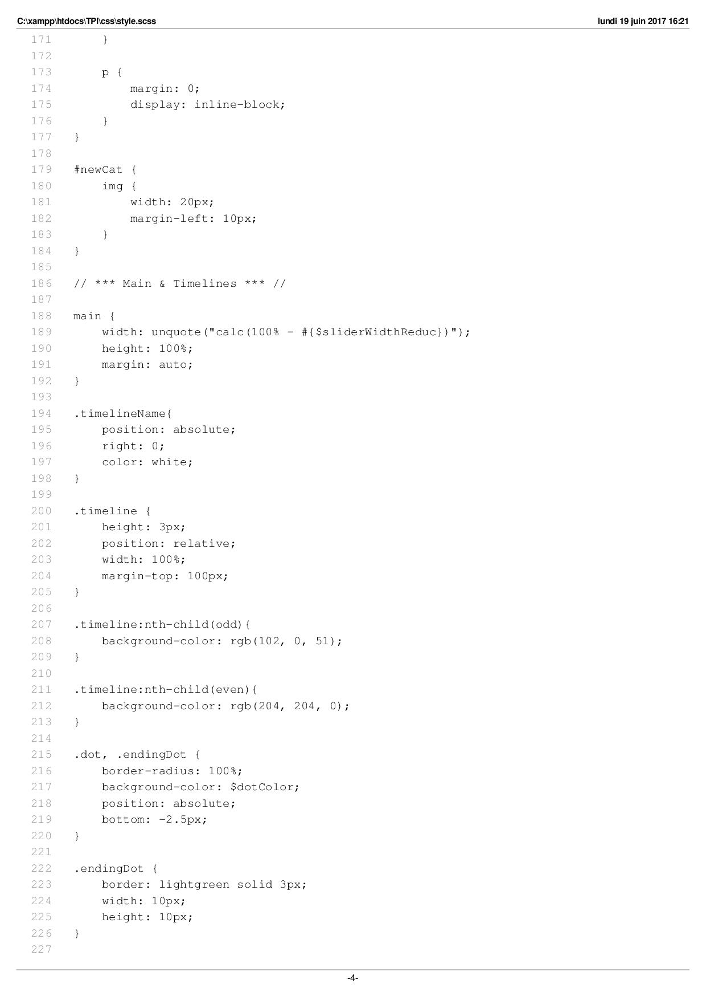 C:\xampp\htdocs\TPI\css\style.scss lundi 19 juin 2017 16:21
171 }
172
173 p {
174 margin: 0;
175 display: inline-block;
176 }
177 }
178
179 #newCat {
180 img {
181 width: 20px;
182 margin-left: 10px;
183 }
184 }
185
186 // *** Main & Timelines *** //
187
188 main {
189 width: unquote("calc(100% - #{$sliderWidthReduc})");
190 height: 100%;
191 margin: auto;
192 }
193
194 .timelineName{
195 position: absolute;
196 right: 0;
197 color: white;
198 }
199
200 .timeline {
201 height: 3px;
202 position: relative;
203 width: 100%;
204 margin-top: 100px;
205 }
206
207 .timeline:nth-child(odd){
208 background-color: rgb(102, 0, 51);
209 }
210
211 .timeline:nth-child(even){
212 background-color: rgb(204, 204, 0);
213 }
214
215 .dot, .endingDot {
216 border-radius: 100%;
217 background-color: $dotColor;
218 position: absolute;
219 bottom: -2.5px;
220 }
221
222 .endingDot {
223 border: lightgreen solid 3px;
224 width: 10px;
225 height: 10px;
226 }
227
-4-